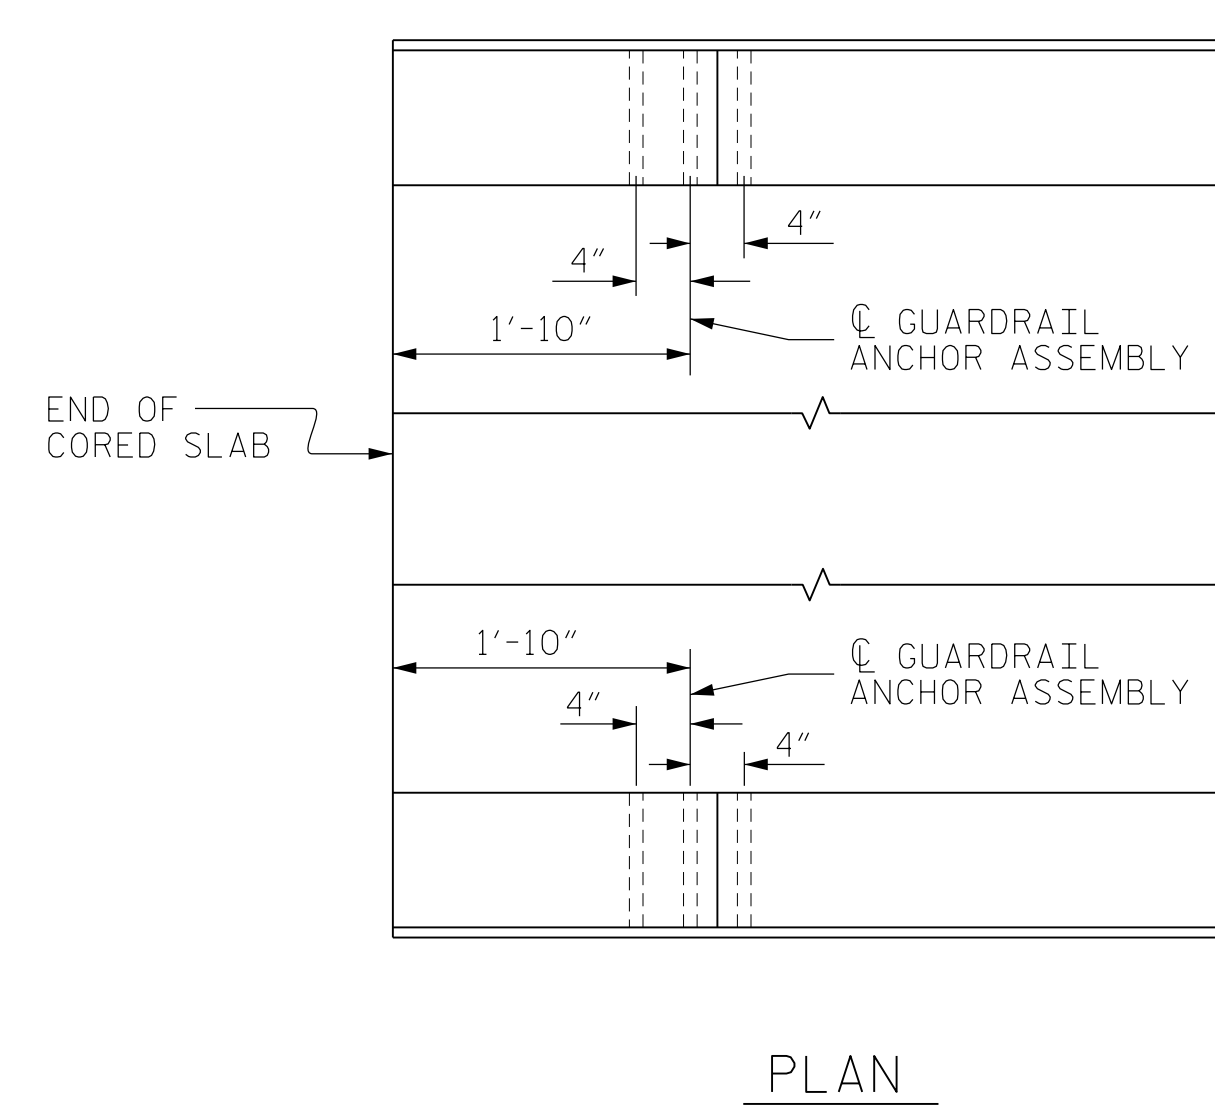 4"
4"
1'-10"
℄ GUARDRAIL
ANCHOR ASSEMBLY
END OF
CORED SLAB
1'-10"
℄ GUARDRAIL
ANCHOR ASSEMBLY
4"
4"
PLAN